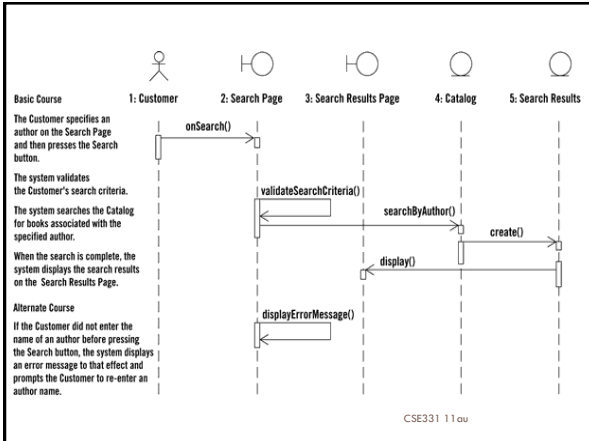 Basic Course
1: Customer
2: Search Page
3: Search Results Page
4: Catalog
5: Search Results
The Customer specifies an
author on the Search Page
and then presses the Search
button.
onSearch()
The system validates
the Customer's search criteria.
validateSearchCriteria()
The system searches the Catalog
for books associated with the
specified author.
searchByAuthor()
create()
When the search is complete, the
system displays the search results
on the Search Results Page.
display()
Alternate Course
If the Customer did not enter the
name of an author before pressing
the Search button, the system displays
an error message to that effect and
prompts the Customer to re-enter an
author name.
displayErrorMessage()
CSE331 11au